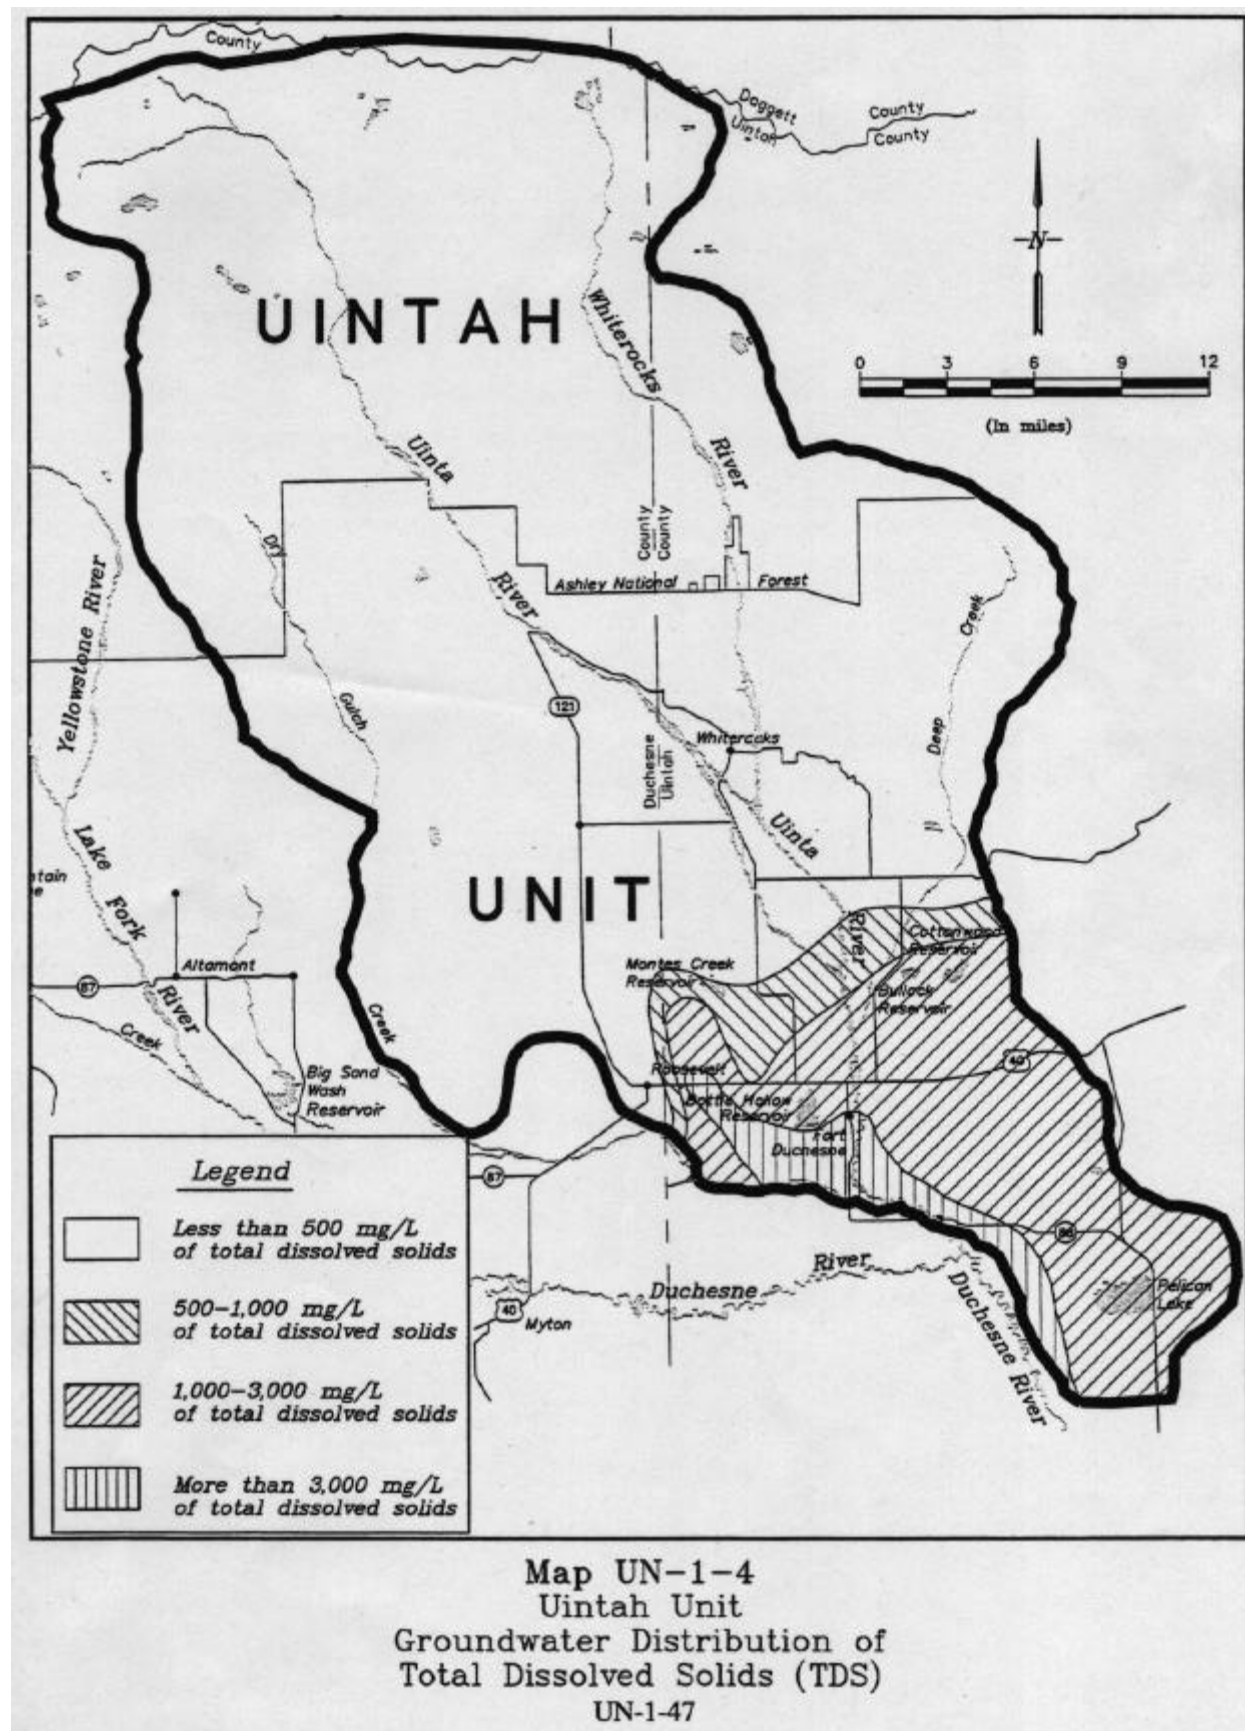 County
Daggett
County
Uintah
County
N
UINTAH
Whiterocks
River
0 3 6 9 12
(In miles)
Uinta
River
County
County
Dry
Gulch
Ashley National Forest
Creek
Deep
Yellowstone River
121
Whiterocks
Duchesne
Uintah
Uinta
River
Lake
Fork
River
UNIT
Altamont
87
Creek
Creek
Cottonwood
Reservoir
Montes Creek
Reservoir
Bullock
Reservoir
40
Roosevelt
Bottle Hollow
Reservoir
Fort
Duchesne
Big Sand
Wash
Reservoir
87
88
Pelican
Lake
Duchesne River
Duchesne River
40
Myton
Legend
Less than 500 mg/L
of total dissolved solids
500-1,000 mg/L
of total dissolved solids
1,000-3,000 mg/L
of total dissolved solids
More than 3,000 mg/L
of total dissolved solids
Map UN-1-4
Uintah Unit
Groundwater Distribution of
Total Dissolved Solids (TDS)
UN-1-47